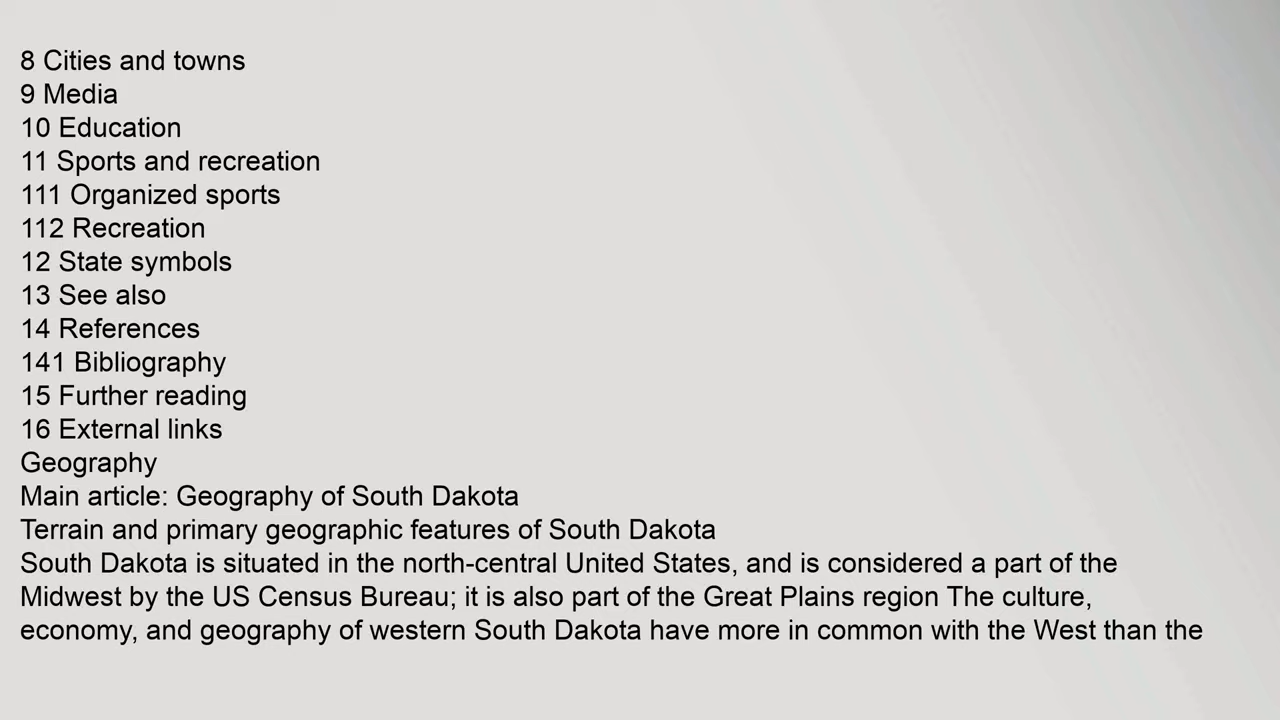 8 Cities and towns
9 Media
10 Education
11 Sports and recreation
111 Organized sports
112 Recreation
12 State symbols
13 See also
14 References
141 Bibliography
15 Further reading
16 External links
Geography
Main article: Geography of South Dakota
Terrain and primary geographic features of South Dakota
South Dakota is situated in the north-central United States, and is considered a part of the
Midwest by the US Census Bureau; it is also part of the Great Plains region The culture,
economy, and geography of western South Dakota have more in common with the West than the